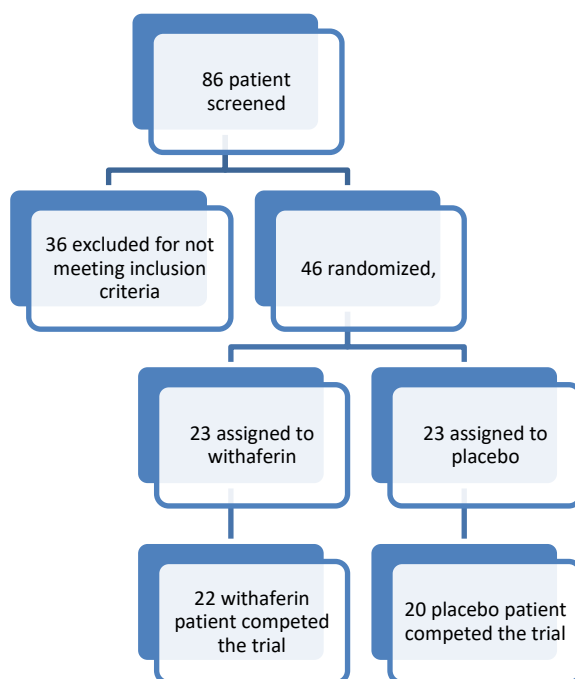 86 patient
screened
36 excluded for not
meeting inclusion
criteria
46 randomized,
23 assigned to
withaferin
23 assigned to
placebo
22 withaferin
patient competed
the trial
20 placebo patient
competed the trial